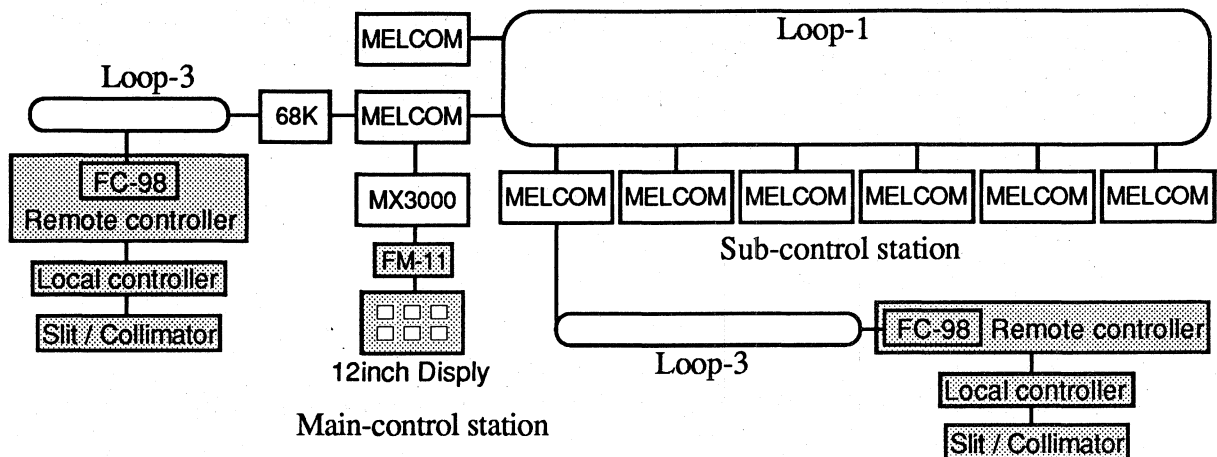 MELCOM
Loop-1
Loop-3
68K
MELCOM
FC-98
Remote controller
MX3000
MELCOM MELCOM MELCOM MELCOM MELCOM MELCOM
Sub-control station
FM-11
Local controller
Slit / Collimator
FC-98 Remote controller
Loop-3
12inch Disply
Local controller
Main-control station
Slit / Collimator